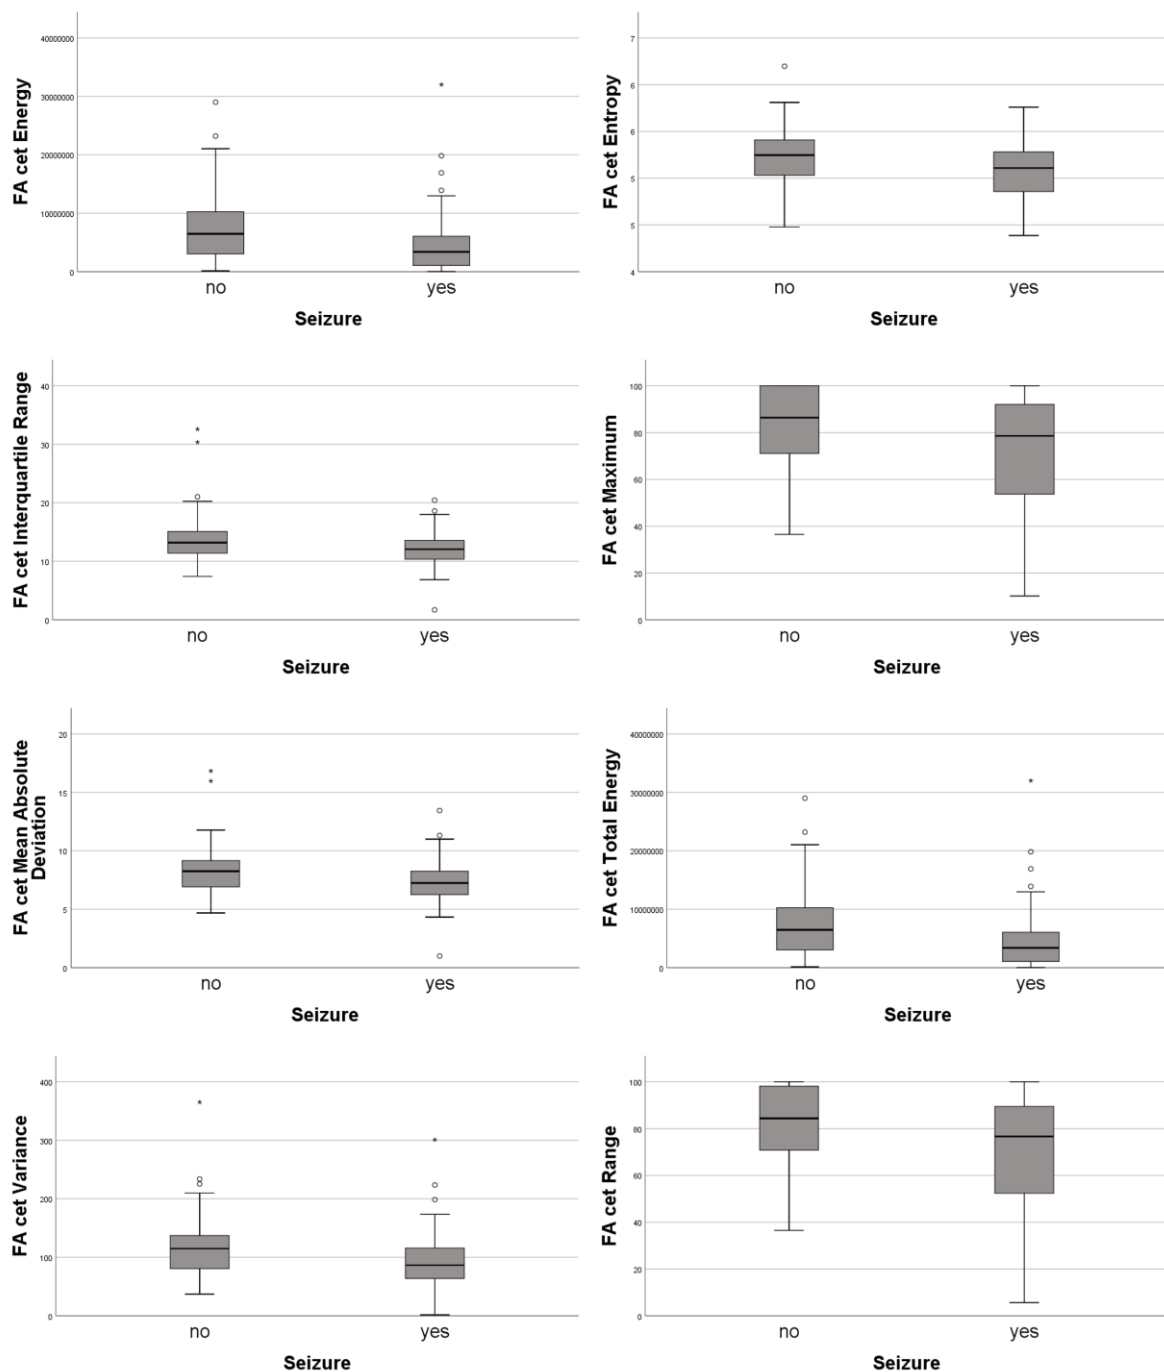 FA cet Energy
40000000
30000000
20000000
10000000
0
no
yes
Seizure
FA cet Entropy
7
6
6
5
5
4
no
yes
Seizure
FA cet Interquartile Range
40
30
20
10
0
no
yes
Seizure
FA cet Maximum
100
80
60
40
20
0
no
yes
Seizure
FA cet Mean Absolute
Deviation
20
15
10
5
0
no
yes
Seizure
FA cet Total Energy
40000000
30000000
20000000
10000000
0
no
yes
Seizure
FA cet Variance
400
300
200
100
0
no
yes
Seizure
FA cet Range
100
80
60
40
20
0
no
yes
Seizure